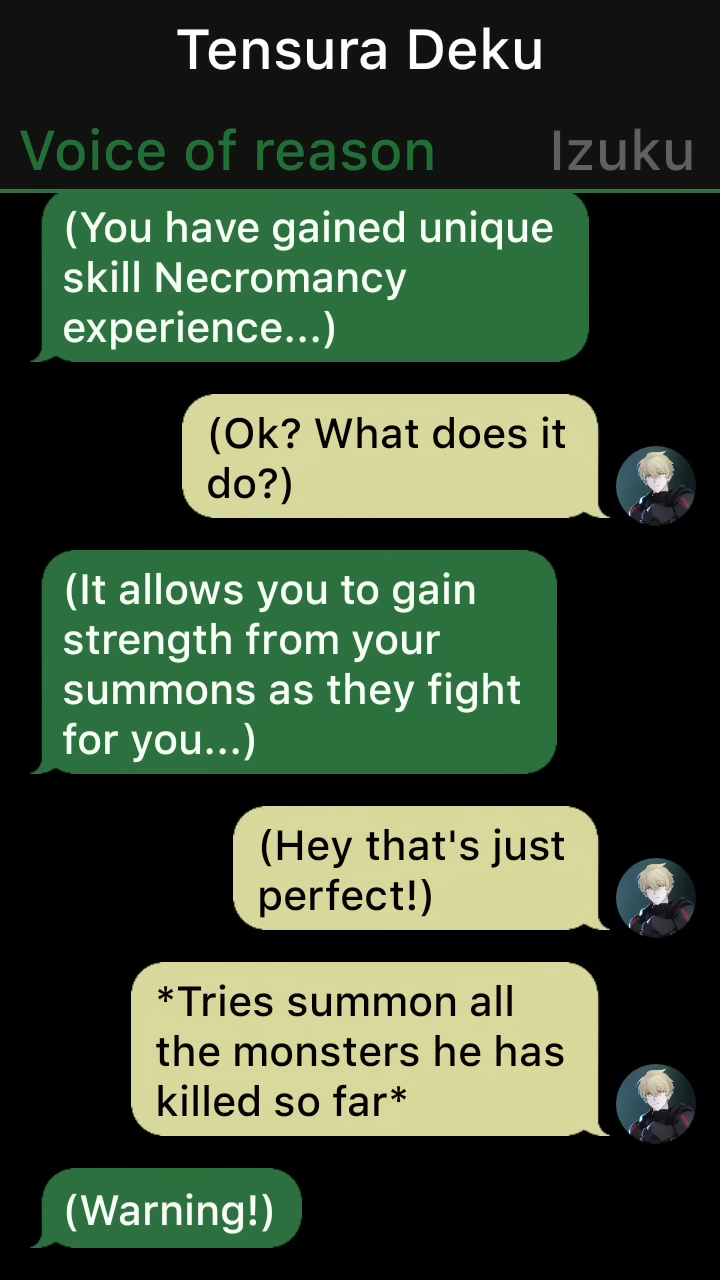 Tensura Deku
Voice of reason
Izuku
(You have gained unique
skill Necromancy
experience...)
(Ok? What does it
do?)
(It allows you to gain
strength from your
summons as they fight
for you...)
(Hey that's just
perfect!)
*Tries summon all
the monsters he has
killed so far*
(Warning!)